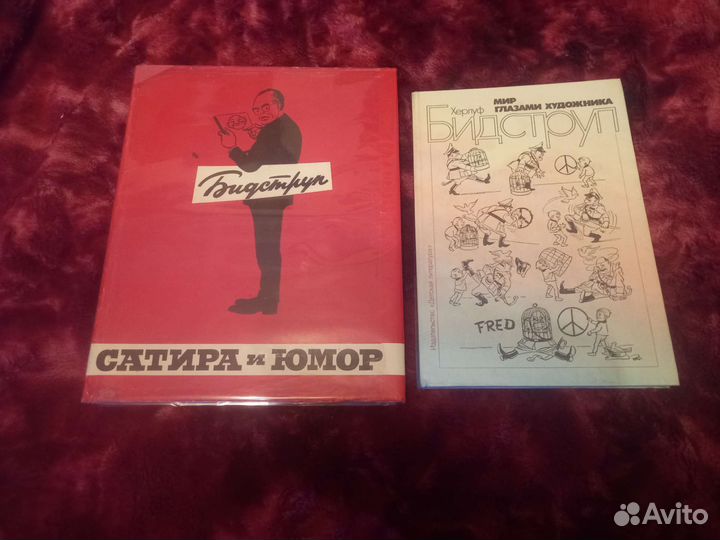 Бидструп
САТИРА и ЮМОР
Херлуф
МИР
ГЛАЗАМИ ХУДОЖНИКА
БИДСТРУП
Издательство «Детская литература»
FRED
Avito